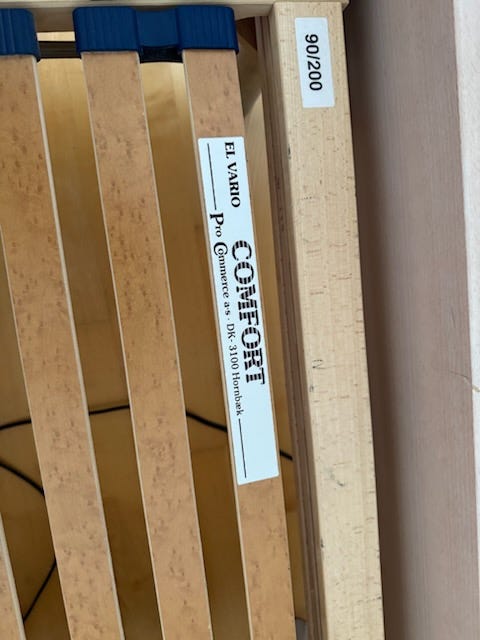 90/200
EL VARIO
COMFORT
Pro Commerce a·s · DK- 3100 Hornbæk